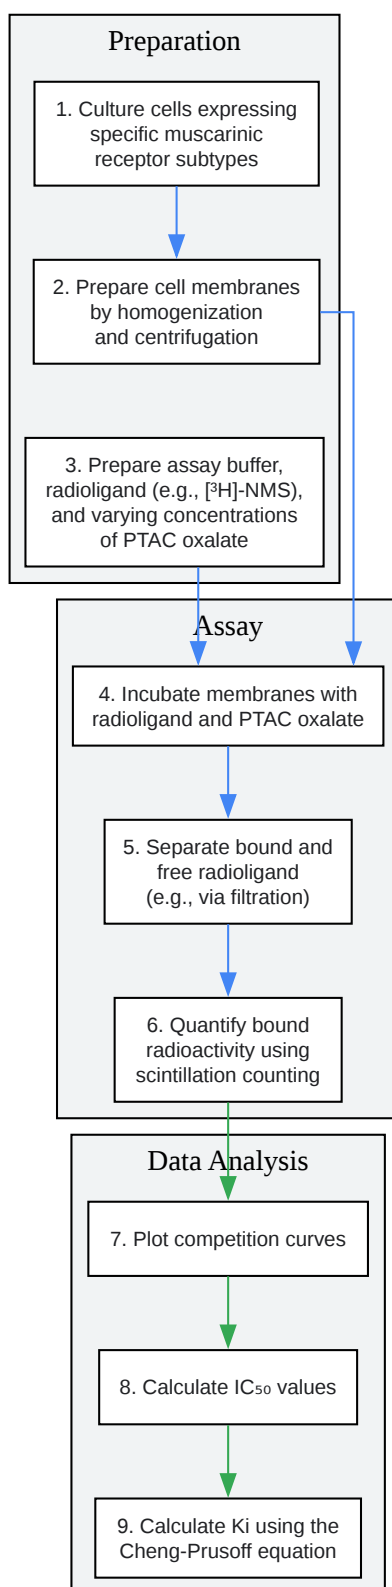 Preparation
1. Culture cells expressing
specific muscarinic
receptor subtypes
2. Prepare cell membranes
by homogenization
and centrifugation
3. Prepare assay buffer,
radioligand (e.g., [³H]-NMS),
and varying concentrations
of PTAC oxalate
Assay
4. Incubate membranes with
radioligand and PTAC oxalate
5. Separate bound and
free radioligand
(e.g., via filtration)
6. Quantify bound
radioactivity using
scintillation counting
Data Analysis
7. Plot competition curves
8. Calculate IC₅₀ values
9. Calculate Ki using the
Cheng-Prusoff equation